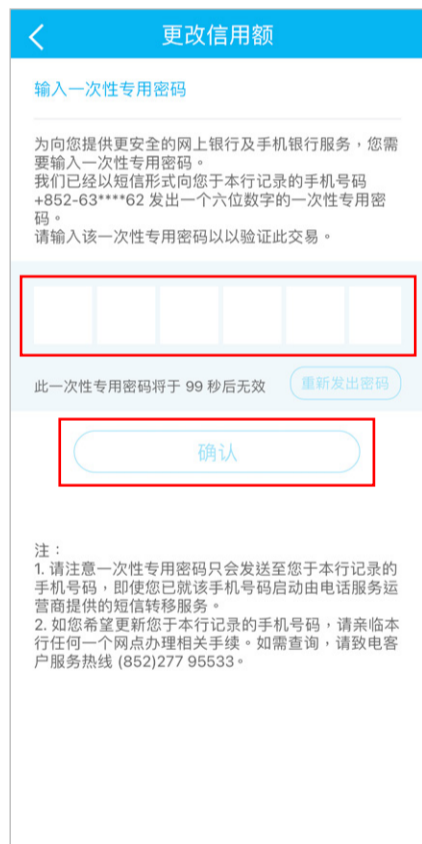 更改信用额
输入一次性专用密码
为向您提供更安全的网上银行及手机银行服务，您需
要输入一次性专用密码。
我们已经以短信形式向您于本行记录的手机号码
+852-63****62 发出一个六位数字的一次性专用密
码。
请输入该一次性专用密码以以验证此交易。
此一次性专用密码将于 99 秒后无效
重新发出密码
确认
注：
1. 请注意一次性专用密码只会发送至您于本行记录的
手机号码，即使您已就该手机号码启动由电话服务运
营商提供的短信转移服务。
2. 如您希望更新您于本行记录的手机号码，请亲临本
行任何一个网点办理相关手续。如需查询，请致电客
户服务热线 (852)277 95533。